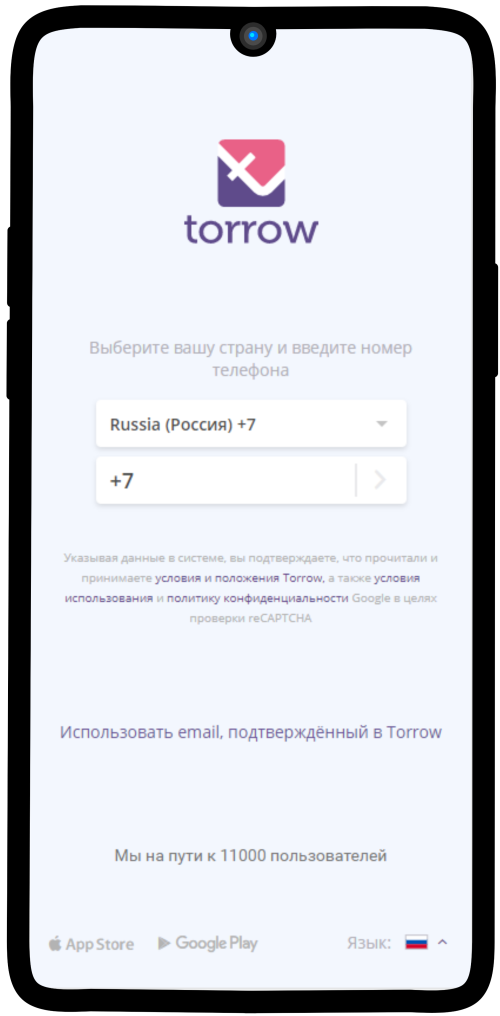 torrow
Выберите вашу страну и введите номер
телефона
Russia (Россия) +7
+7
Указывая данные в системе, вы подтверждаете, что прочитали и
принимаете условия и положения Torrow, а также условия
использования и политику конфиденциальности Google в целях
проверки reCAPTCHA
Использовать email, подтверждённый в Torrow
Мы на пути к 11000 пользователей
App Store Google Play Язык: